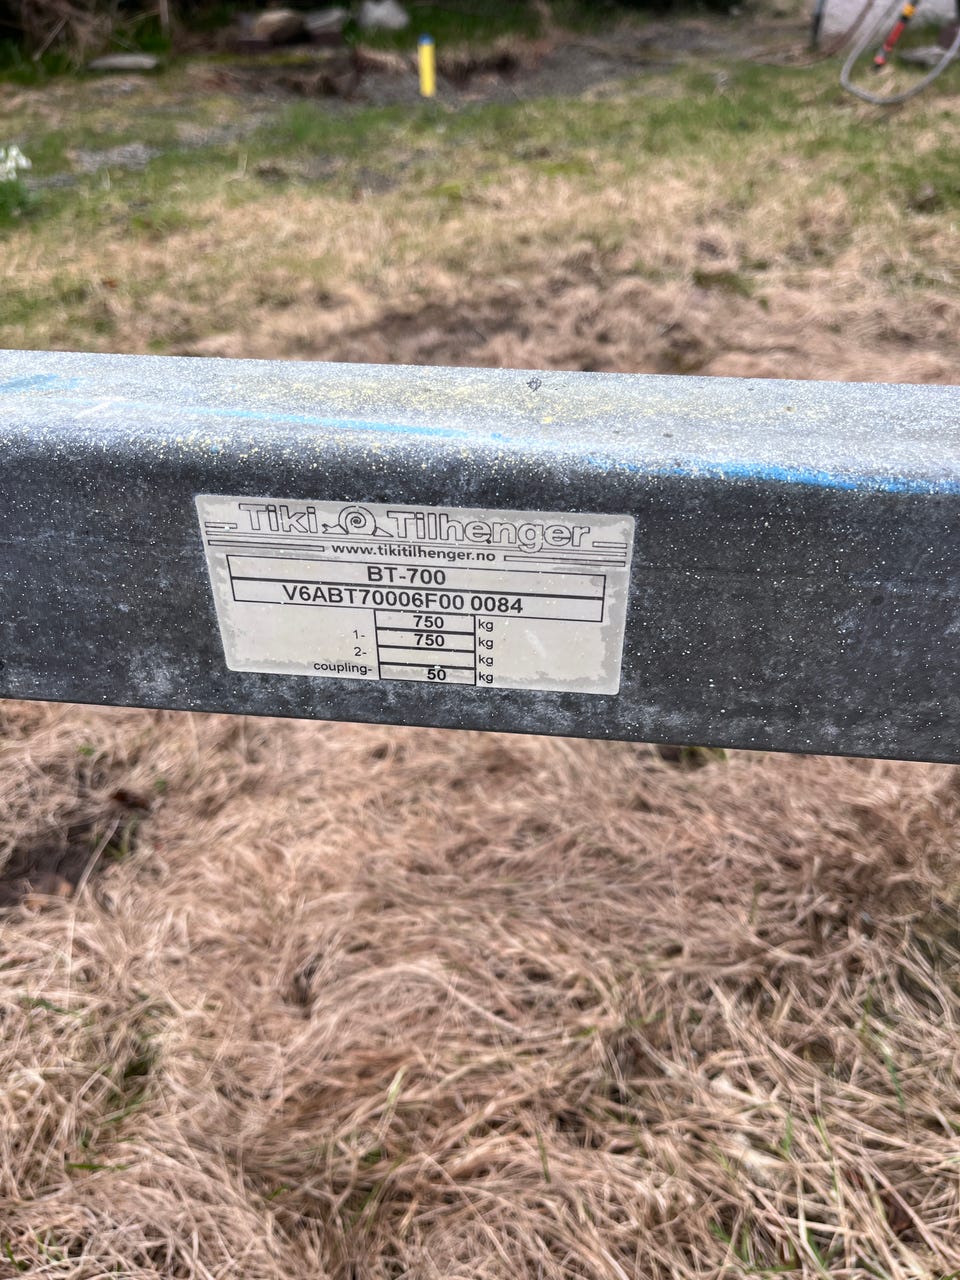 Tiki Tilhenger
www.tikitilhenger.no
BT-700
V6ABT70006F00 0084
750 kg
1- 750 kg
2- kg
coupling- 50 kg